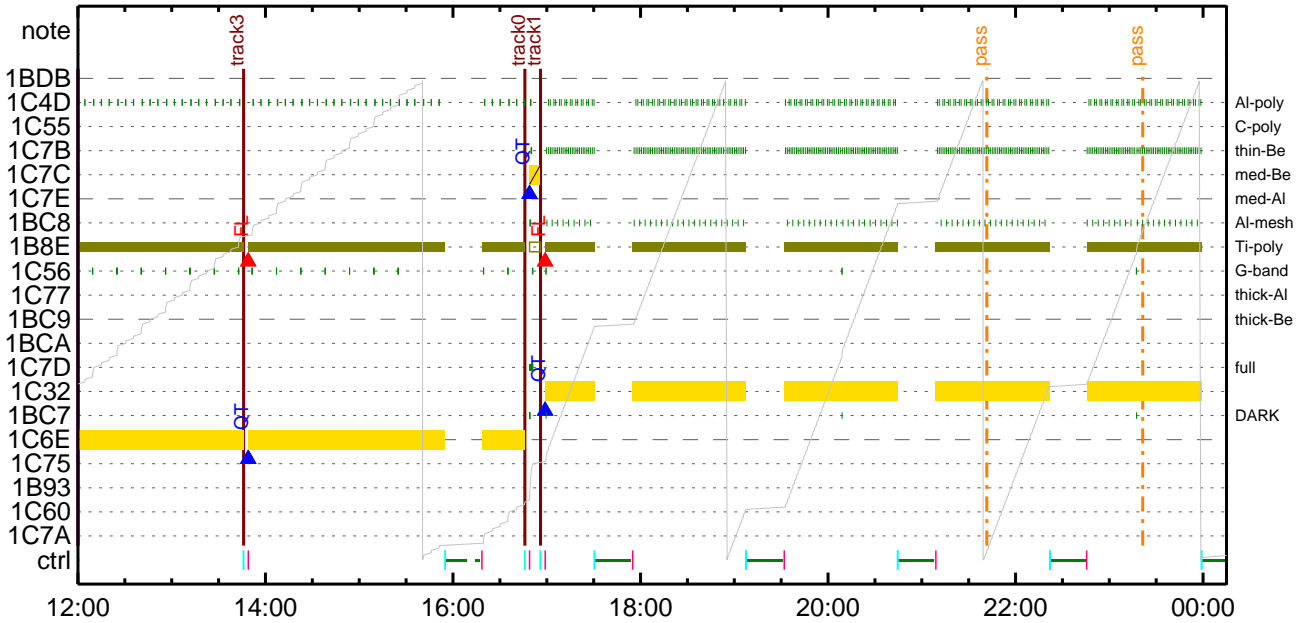 note
track3
track0
track1
pass
pass
1BDB
1C4D Al-poly
1C55 C-poly
1C7B thin-Be
QT
1C7C med-Be
1C7E med-Al
1BC8 Al-mesh
FL
FL
1B8E Ti-poly
1C56 G-band
1C77 thick-Al
1BC9 thick-Be
1BCA
1C7D full
QT
1C32
1BC7 DARK
QT
1C6E
1C75
1B93
1C60
1C7A
ctrl
12:00 14:00 16:00 18:00 20:00 22:00 00:00